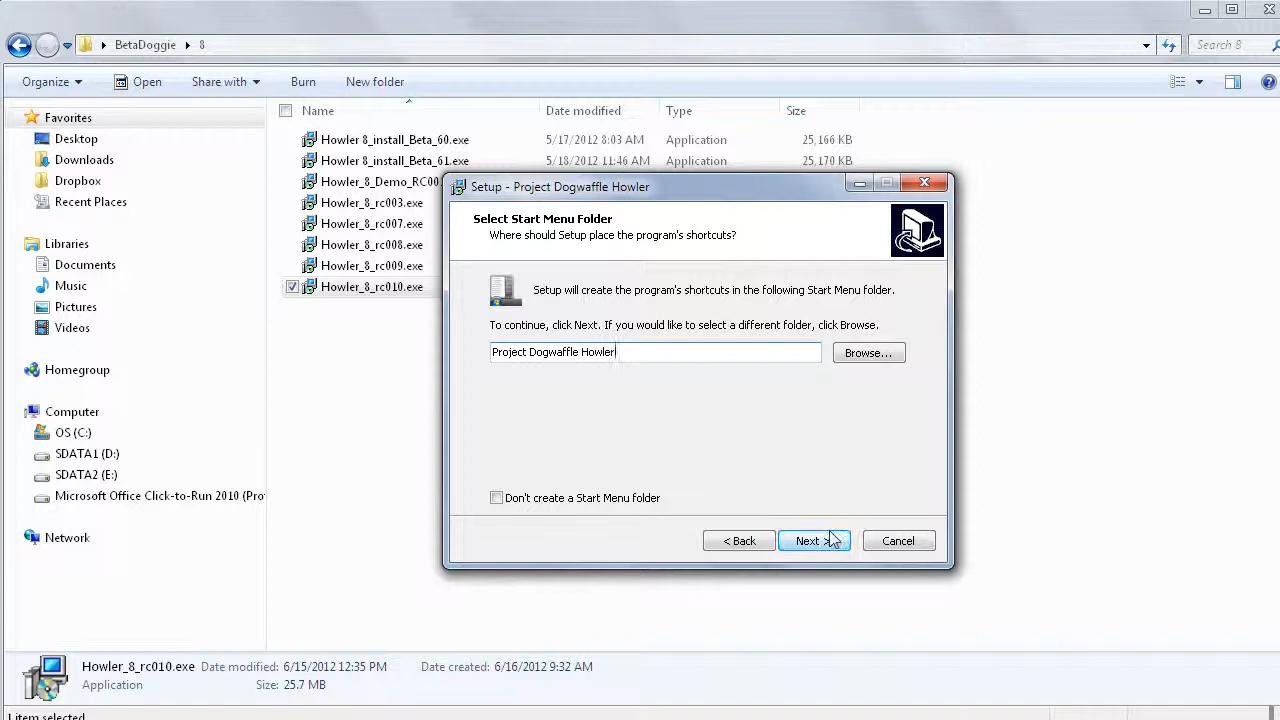 BetaDoggie 8
Search 8
Organize Open Share with Burn New folder
Name Date modified Type Size
Favorites
Desktop
Downloads
Dropbox
Recent Places
Libraries
Documents
Music
Pictures
Videos
Homegroup
Computer
OS (C:)
SDATA1 (D:)
SDATA2 (E:)
Microsoft Office Click-to-Run 2010 (Pro
Network
Howler 8_install_Beta_60.exe 5/17/2012 8:03 AM Application 25,166 KB
Howler 8_install_Beta_61.exe 5/18/2012 11:46 AM Application 25,170 KB
Howler_8_Demo_RC00
Howler_8_rc003.exe
Howler_8_rc007.exe
Howler_8_rc008.exe
Howler_8_rc009.exe
Howler_8_rc010.exe
Setup - Project Dogwaffle Howler
Select Start Menu Folder
Where should Setup place the program's shortcuts?
Setup will create the program's shortcuts in the following Start Menu folder.
To continue, click Next. If you would like to select a different folder, click Browse.
Project Dogwaffle Howler
Browse...
Don't create a Start Menu folder
< Back Next > Cancel
Howler_8_rc010.exe Date modified: 6/15/2012 12:35 PM Date created: 6/16/2012 9:32 AM
Application Size: 25.7 MB
1 item selected